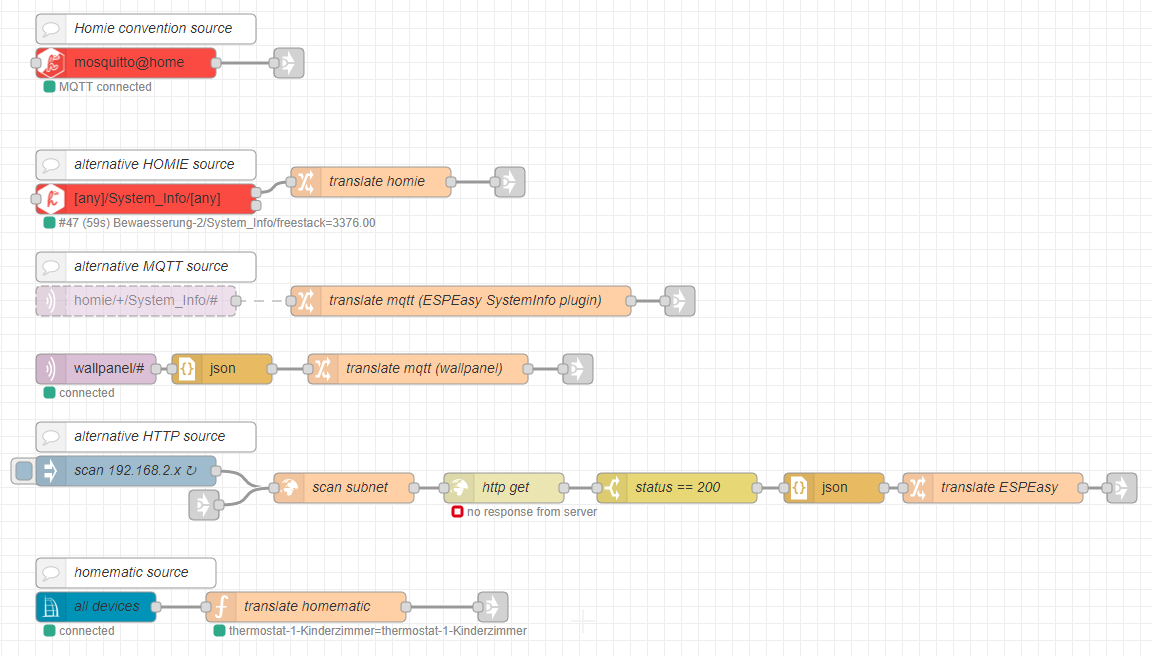 Homie convention source
mosquitto@home
MQTT connected
alternative HOMIE source
translate homie
[any]/System_Info/[any]
#47 (59s) Bewaesserung-2/System_Info/freestack=3376.00
alternative MQTT source
homie/+/System_Info/#
translate mqtt (ESPEasy SystemInfo plugin)
wallpanel/#
json
translate mqtt (wallpanel)
connected
alternative HTTP source
scan 192.168.2.x ↻
scan subnet
http get
status == 200
json
translate ESPEasy
no response from server
homematic source
all devices
translate homematic
connected
thermostat-1-Kinderzimmer=thermostat-1-Kinderzimmer